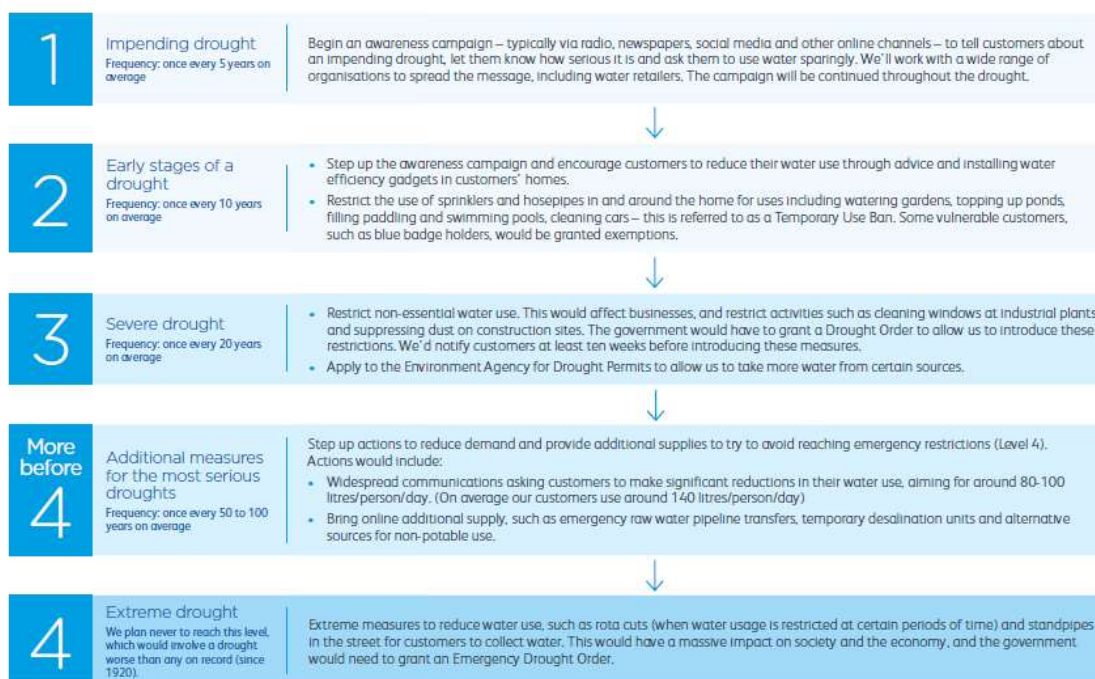 1
Impending drought
Frequency: once every 5 years on
average
Begin an awareness campaign – typically via radio, newspapers, social media and other online channels – to tell customers about
an impending drought, let them know how serious it is and ask them to use water sparingly. We'll work with a wide range of
organisations to spread the message, including water retailers. The campaign will be continued throughout the drought.
2
Early stages of a
drought
Frequency: once every 10 years
on average
• Step up the awareness campaign and encourage customers to reduce their water use through advice and installing water
efficiency gadgets in customers' homes.
• Restrict the use of sprinklers and hosepipes in and around the home for uses including watering gardens, topping up ponds,
filling paddling and swimming pools, cleaning cars – this is referred to as a Temporary Use Ban. Some vulnerable customers,
such as blue badge holders, would be granted exemptions.
3
Severe drought
Frequency: once every 20 years
on average
• Restrict non-essential water use. This would affect businesses, and restrict activities such as cleaning windows at industrial plants
and suppressing dust on construction sites. The government would have to grant a Drought Order to allow us to introduce these
restrictions. We'd notify customers at least ten weeks before introducing these measures.
• Apply to the Environment Agency for Drought Permits to allow us to take more water from certain sources.
More
before
4
Additional measures
for the most serious
droughts
Frequency: once every 50 to 100
years on average
Step up actions to reduce demand and provide additional supplies to try to avoid reaching emergency restrictions (Level 4).
Actions would include:
• Widespread communications asking customers to make significant reductions in their water use, aiming for around 80-100
litres/person/day. (On average our customers use around 140 litres/person/day)
• Bring online additional supply, such as emergency raw water pipeline transfers, temporary desalination units and alternative
sources for non-potable use.
4
Extreme drought
We plan never to reach this level,
which would involve a drought
worse than any on record (since
1920).
Extreme measures to reduce water use, such as rota cuts (when water usage is restricted at certain periods of time) and standpipes
in the street for customers to collect water. This would have a massive impact on society and the economy, and the government
would need to grant an Emergency Drought Order.